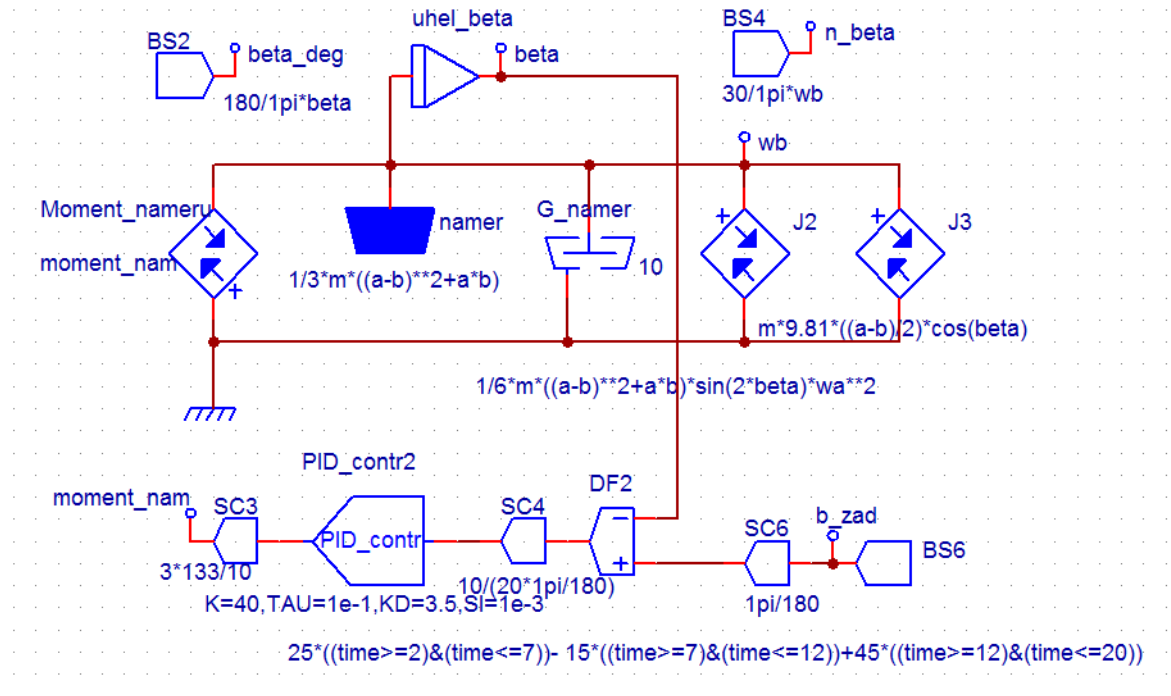 uhel_beta
BS2
beta_deg
beta
BS4
n_beta
180/1pi*beta
30/1pi*wb
wb
Moment_nameru
moment_nam
namer
1/3*m*((a-b)**2+a*b)
G_namer
10
J2
J3
m*9.81*((a-b)/2)*cos(beta)
1/6*m*((a-b)**2+a*b)*sin(2*beta)*wa**2
PID_contr2
moment_nam
SC3
PID_contr
SC4
DF2
b_zad
SC6
BS6
3*133/10
10/(20*1pi/180)
K=40,TAU=1e-1,KD=3.5,SI=1e-3
1pi/180
25*((time>=2)&(time<=7))- 15*((time>=7)&(time<=12))+45*((time>=12)&(time<=20))